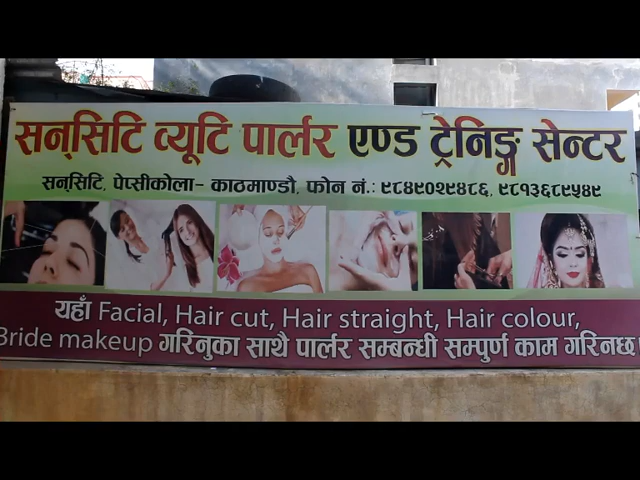 सनसिटि व्यूटि पार्लर एण्ड ट्रेनिङ्ग सेन्टर
सनसिटि, पेप्सीकोला- काठमाण्डौ, फोन नं.: ९८४९०२९४८६, ९८१३६८९५४९
यहाँ Facial, Hair cut, Hair straight, Hair colour,
Bride makeup गरिनुका साथै पार्लर सम्बन्धी सम्पुर्ण काम गरिनछ